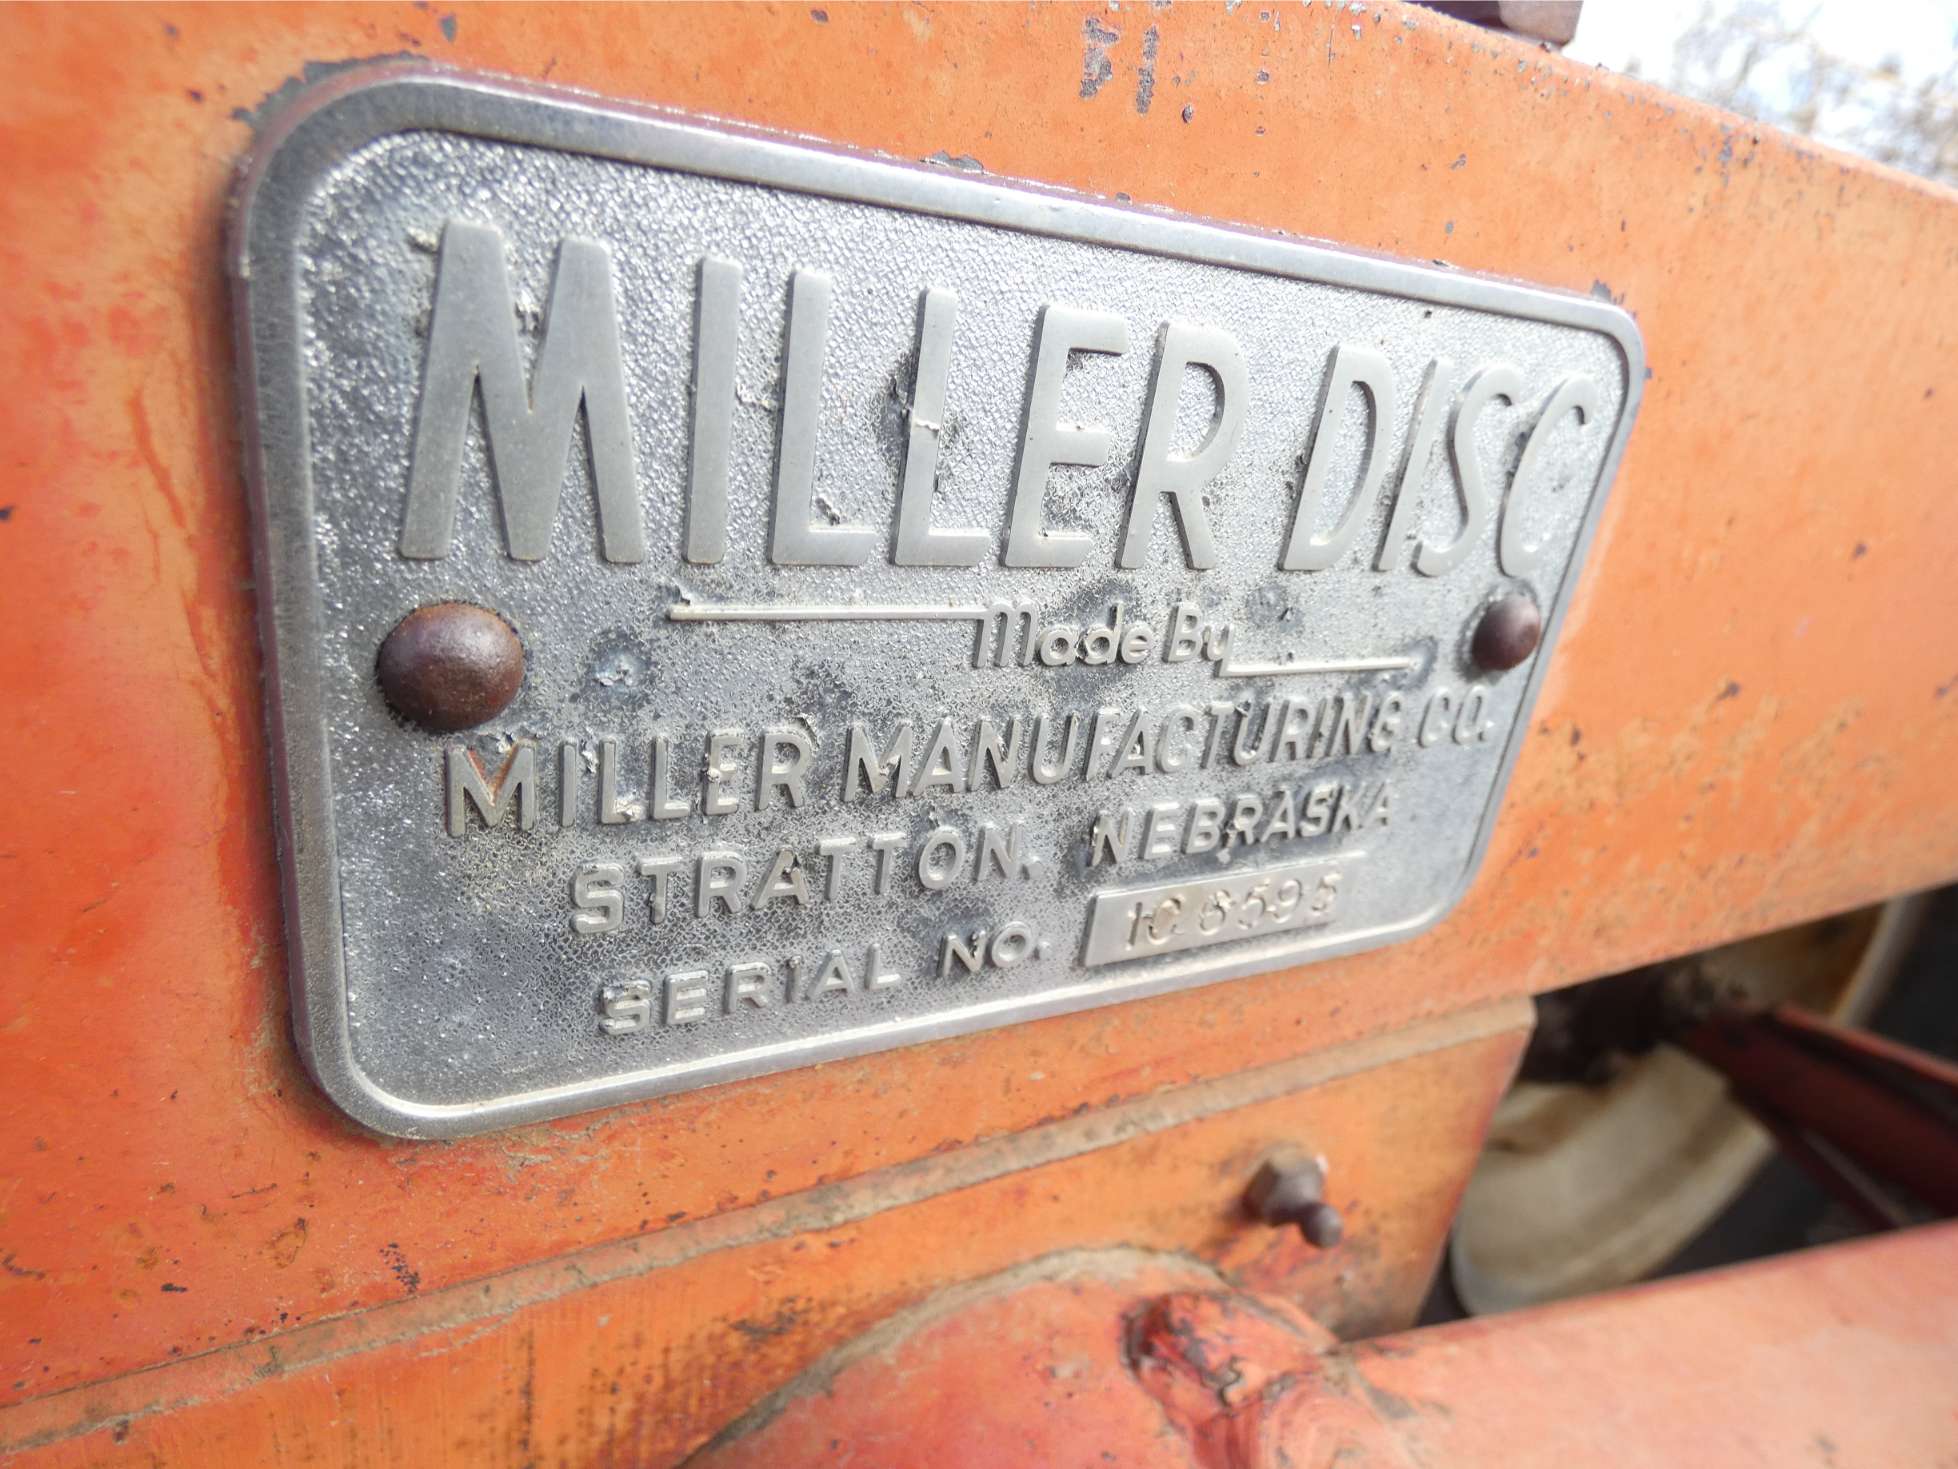 MILLER DISC
Made By
MILLER MANUFACTURING CO.
STRATTON, NEBRASKA
SERIAL NO.